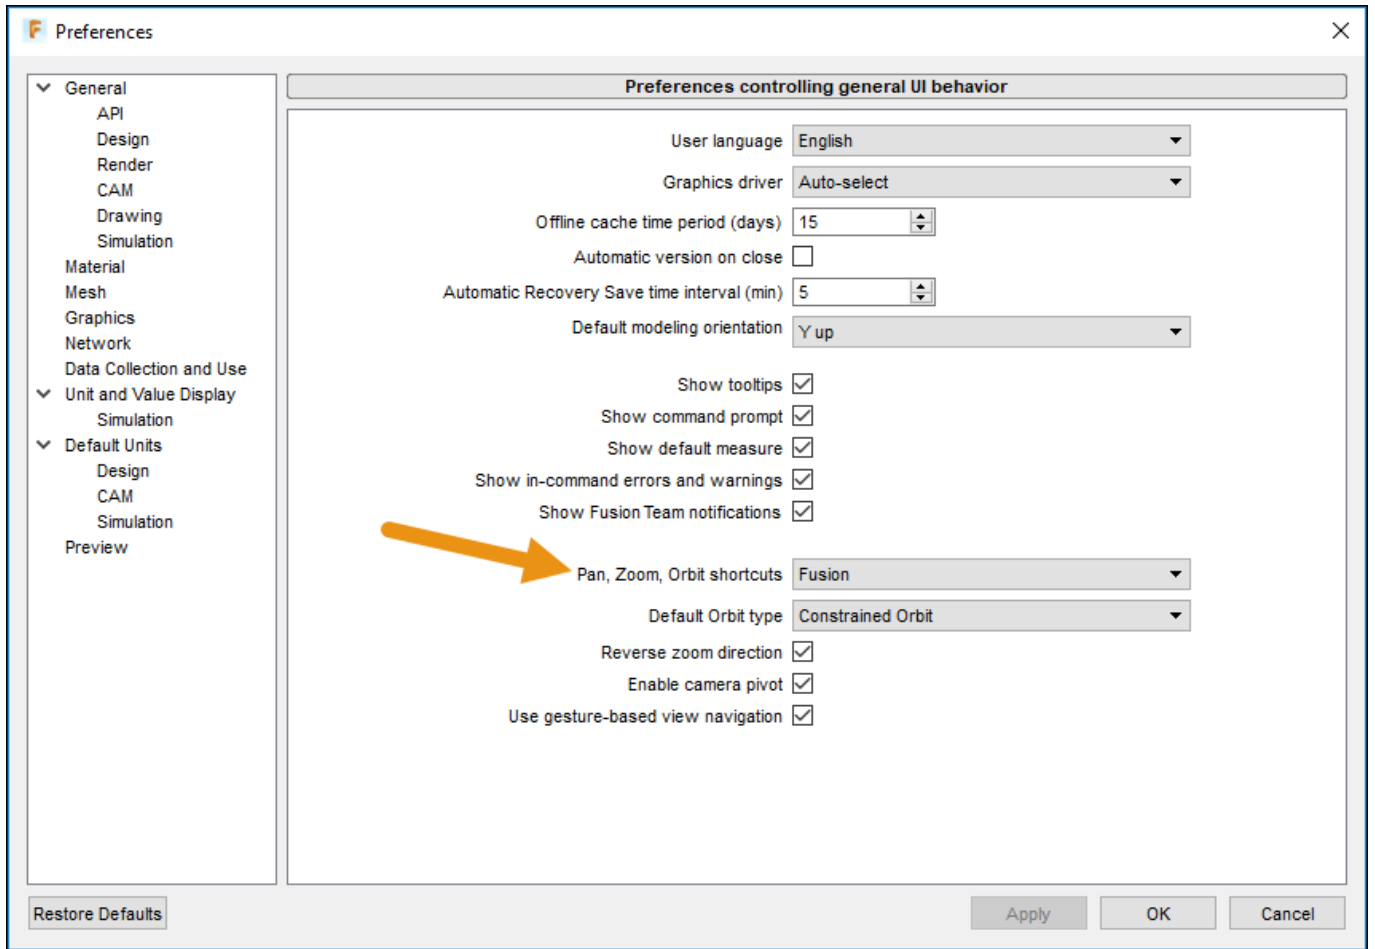 Preferences
General
API
Design
Render
CAM
Drawing
Simulation
Material
Mesh
Graphics
Network
Data Collection and Use
Unit and Value Display
Simulation
Default Units
Design
CAM
Simulation
Preview
Preferences controlling general UI behavior
User language English
Graphics driver Auto-select
Offline cache time period (days) 15
Automatic version on close
Automatic Recovery Save time interval (min) 5
Default modeling orientation Y up
Show tooltips
Show command prompt
Show default measure
Show in-command errors and warnings
Show Fusion Team notifications
Pan, Zoom, Orbit shortcuts Fusion
Default Orbit type Constrained Orbit
Reverse zoom direction
Enable camera pivot
Use gesture-based view navigation
Restore Defaults Apply OK Cancel